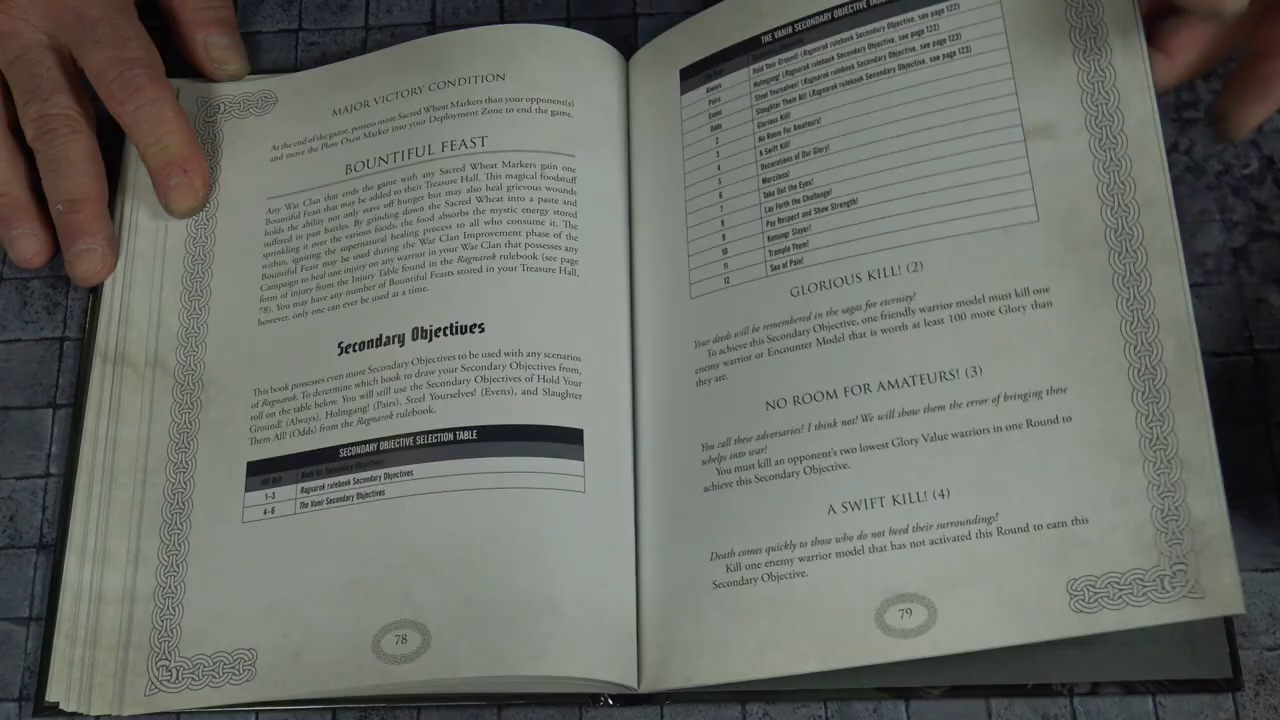 MAJOR VICTORY CONDITION
At the end of the game, possess more Sacred Wheat Markers than your opponent(s)
and move the Plow Oxen Marker into your Deployment Zone to end the game.
BOUNTIFUL FEAST
Any War Clan that ends the game with any Sacred Wheat Markers gain one
Bountiful Feast that may be added to their Treasure Hall. This magical foodstuff
holds the ability not only stave off hunger but may also heal grievous wounds
suffered in past battles. By grinding down the Sacred Wheat into a paste and
sprinkling it over the various foods, the food absorbs the mystic energy stored
within, igniting the supernatural healing process to all who consume it. The
Bountiful Feast may be used during the War Clan Improvement phase of the
Campaign to heal one injury on any warrior in your War Clan that possesses any
form of injury from the Injury Table found in the Ragnarok rulebook (see page
78). You may have any number of Bountiful Feasts stored in your Treasure Hall,
however, only one can ever be used at a time.
Secondary Objectives
This book possesses even more Secondary Objectives to be used with any scenarios
of Ragnarok. To determine which book to draw your Secondary Objectives from,
roll on the table below. You will still use the Secondary Objectives of Hold Your
Ground! (Always), Holmgang! (Pairs), Steel Yourselves! (Evens), and Slaughter
Them All! (Odds) from the Ragnarok rulebook.
SECONDARY OBJECTIVE SELECTION TABLE
Book for Secondary Objectives
1–3 Ragnarok rulebook Secondary Objectives
4–6 The Vanir Secondary Objectives
78
THE VANIR SECONDARY OBJECTIVE TABLE
Always Hold Your Ground! (Ragnarok rulebook Secondary Objective, see page 122)
Pairs Holmgang! (Ragnarok rulebook Secondary Objective, see page 122)
Evens Steel Yourselves! (Ragnarok rulebook Secondary Objective, see page 123)
Odds Slaughter Them All! (Ragnarok rulebook Secondary Objective, see page 123)
2 Glorious Kill!
3 No Room For Amateurs!
4 A Swift Kill!
5 Decorations of Our Glory!
6 Merciless!
7 Take Out the Eyes!
8 Lay Forth the Challenge!
9 Pay Respect and Show Strength!
10 Konungr Slayer!
11 Trample Them!
12 Sea of Pain!
GLORIOUS KILL! (2)
Your deeds will be remembered in the sagas for eternity!
To achieve this Secondary Objective, one friendly warrior model must kill one
enemy warrior or Encounter Model that is worth at least 100 more Glory than
they are.
NO ROOM FOR AMATEURS! (3)
You call these adversaries! I think not! We will show them the error of bringing these
whelps into war!
You must kill an opponent's two lowest Glory Value warriors in one Round to
achieve this Secondary Objective.
A SWIFT KILL! (4)
Death comes quickly to those who do not heed their surroundings!
Kill one enemy warrior model that has not activated this Round to earn this
Secondary Objective.
79